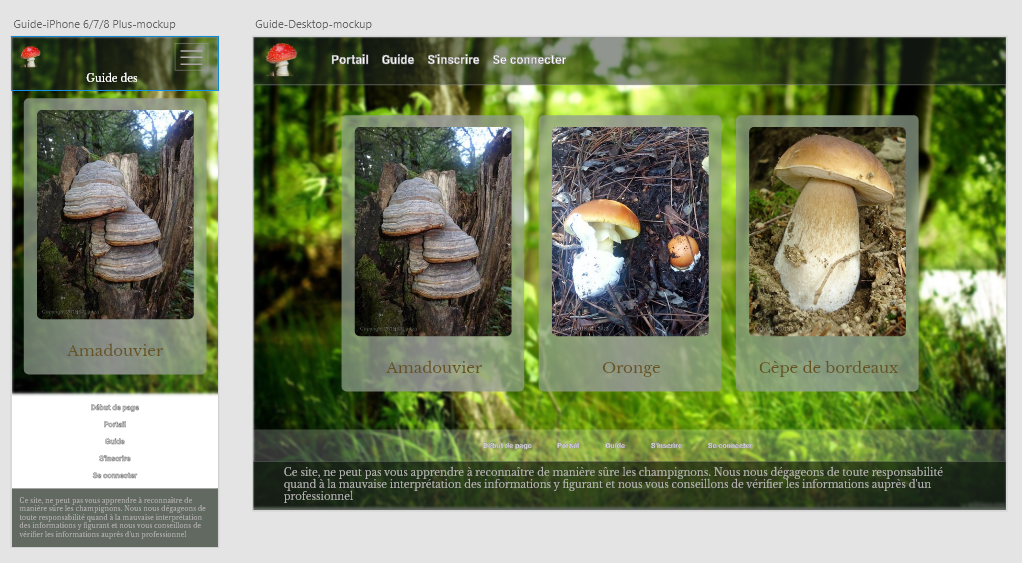 Guide-iPhone 6/7/8 Plus-mockup
Guide des
Amadouvier
Début de page
Portail
Guide
S'inscrire
Se connecter
Ce site, ne peut pas vous apprendre à reconnaître de
manière sûre les champignons. Nous nous dégageons de
toute responsabilité quand à la mauvaise interprétation
des informations y figurant et nous vous conseillons de
vérifier les informations auprès d'un professionnel
Guide-Desktop-mockup
Portail Guide S'inscrire Se connecter
Amadouvier Oronge Cèpe de bordeaux
Début de page Portail Guide S'inscrire Se connecter
Ce site, ne peut pas vous apprendre à reconnaître de manière sûre les champignons. Nous nous dégageons de toute responsabilité
quand à la mauvaise interprétation des informations y figurant et nous vous conseillons de vérifier les informations auprès d'un
professionnel